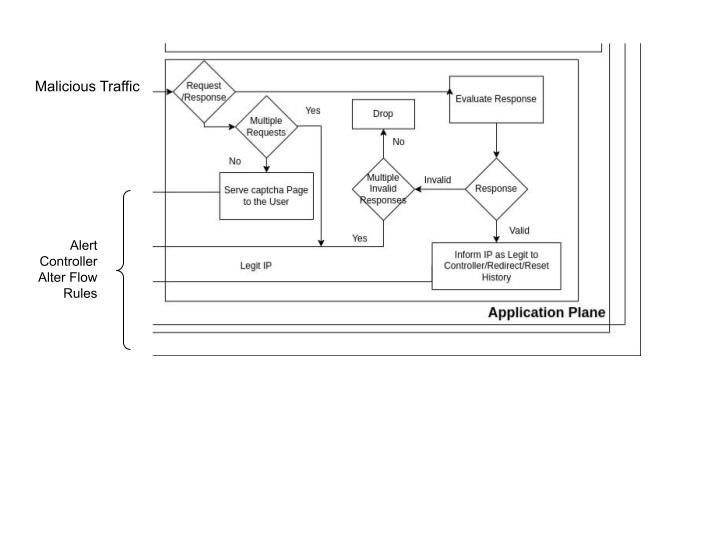 Malicious Traffic
Request
/Response
Multiple
Requests
Yes
No
Serve captcha Page
to the User
Drop
No
Multiple
Invalid
Responses
Yes
Invalid
Evaluate Response
Response
Valid
Inform IP as Legit to
Controller/Redirect/Reset
History
Legit IP
Alert
Controller
Alter Flow
Rules
Application Plane